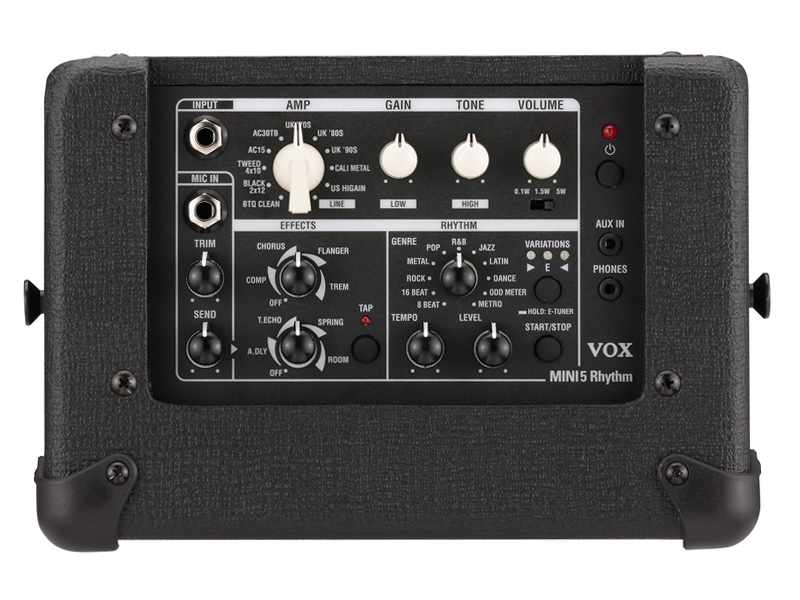 INPUT
AMP
GAIN
TONE
VOLUME
UK '70S
AC30TB
UK '80S
AC15
UK '90S
TWEED
4x10
CALI METAL
BLACK
2x12
US HIGAIN
BTQ CLEAN
LINE
LOW
HIGH
0.1W 1.5W 5W
MIC IN
TRIM
SEND
EFFECTS
CHORUS
FLANGER
COMP
TREM
OFF
T.ECHO
SPRING
A.DLY
ROOM
OFF
TAP
RHYTHM
GENRE
POP
R&B
JAZZ
METAL
LATIN
ROCK
DANCE
16 BEAT
ODD METER
8 BEAT
METRO
VARIATIONS
E
HOLD: E-TUNER
TEMPO
LEVEL
START/STOP
AUX IN
PHONES
VOX
MINI5 Rhythm